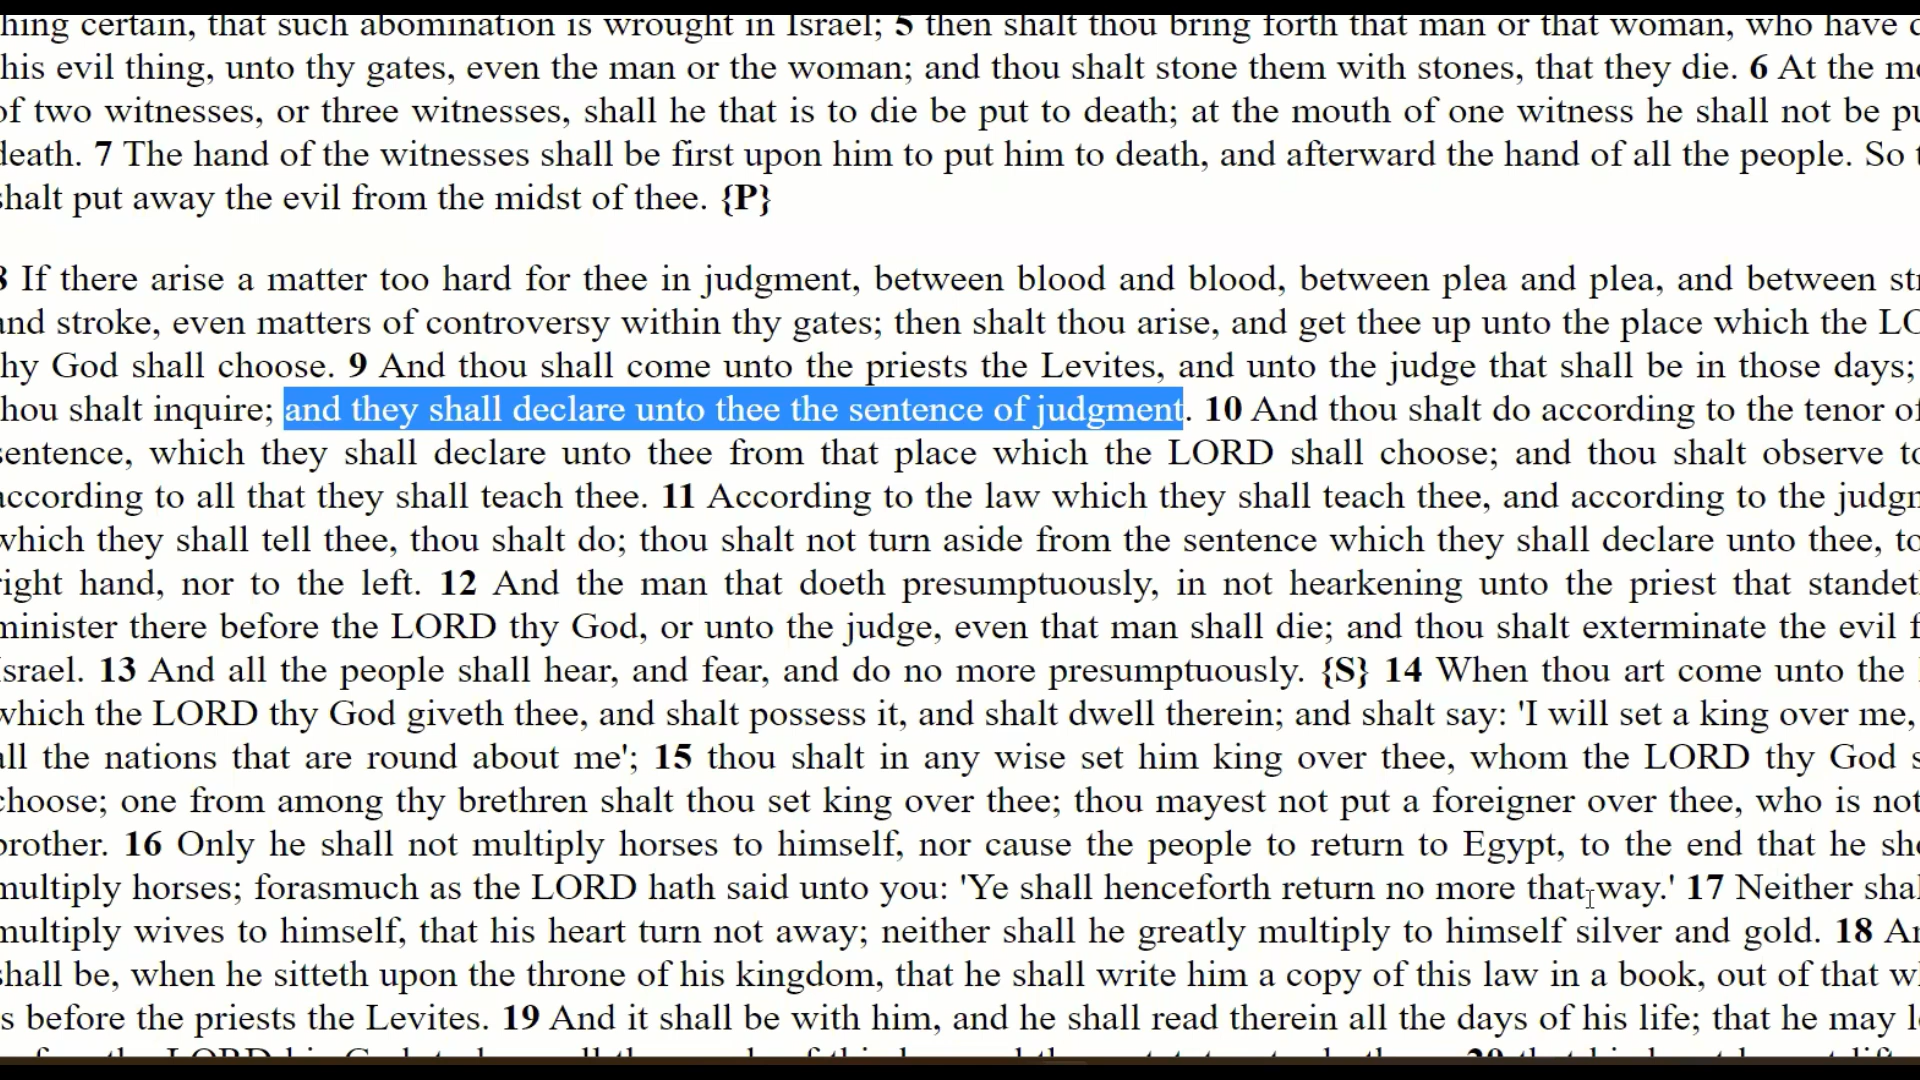 hing certain, that such abomination is wrought in Israel; 5 then shalt thou bring forth that man or that woman, who have
his evil thing, unto thy gates, even the man or the woman; and thou shalt stone them with stones, that they die. 6 At the
of two witnesses, or three witnesses, shall he that is to die be put to death; at the mouth of one witness he shall not be
death. 7 The hand of the witnesses shall be first upon him to put him to death, and afterward the hand of all the people. So
shalt put away the evil from the midst of thee. {P}
8 If there arise a matter too hard for thee in judgment, between blood and blood, between plea and plea, and between
and stroke, even matters of controversy within thy gates; then shalt thou arise, and get thee up unto the place which the
hy God shall choose. 9 And thou shall come unto the priests the Levites, and unto the judge that shall be in those days;
hou shalt inquire; and they shall declare unto thee the sentence of judgment. 10 And thou shalt do according to the tenor of
sentence, which they shall declare unto thee from that place which the LORD shall choose; and thou shalt observe
according to all that they shall teach thee. 11 According to the law which they shall teach thee, and according to the
which they shall tell thee, thou shalt do; thou shalt not turn aside from the sentence which they shall declare unto thee, to
right hand, nor to the left. 12 And the man that doeth presumptuously, in not hearkening unto the priest that
minister there before the LORD thy God, or unto the judge, even that man shall die; and thou shalt exterminate the evil
Israel. 13 And all the people shall hear, and fear, and do no more presumptuously. {S} 14 When thou art come unto the
which the LORD thy God giveth thee, and shalt possess it, and shalt dwell therein; and shalt say: 'I will set a king over me,
all the nations that are round about me'; 15 thou shalt in any wise set him king over thee, whom the LORD thy God
choose; one from among thy brethren shalt thou set king over thee; thou mayest not put a foreigner over thee, who is not
brother. 16 Only he shall not multiply horses to himself, nor cause the people to return to Egypt, to the end that he
multiply horses; forasmuch as the LORD hath said unto you: 'Ye shall henceforth return no more that way.' 17 Neither
multiply wives to himself, that his heart turn not away; neither shall he greatly multiply to himself silver and gold. 18
shall be, when he sitteth upon the throne of his kingdom, that he shall write him a copy of this law in a book, out of that
is before the priests the Levites. 19 And it shall be with him, and he shall read therein all the days of his life; that he may